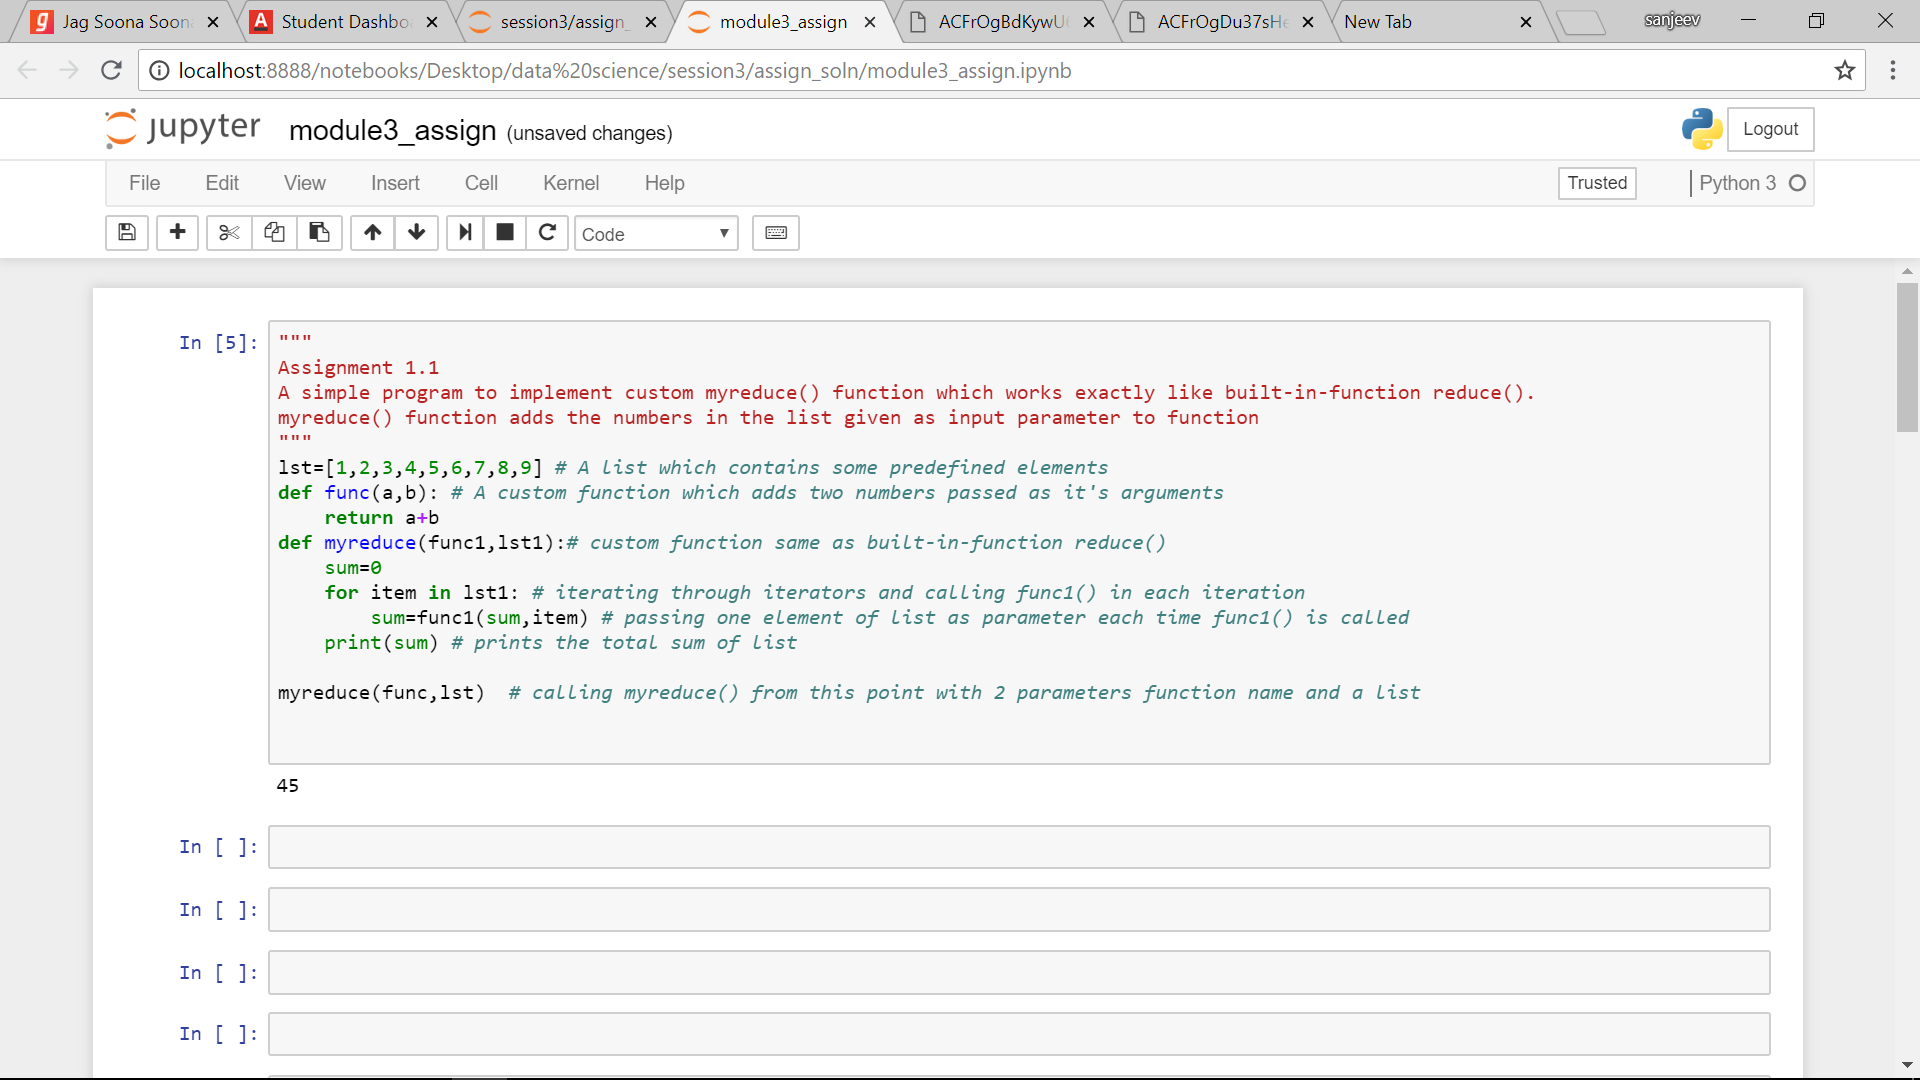 g Jag Soona Soon
A Student Dashbo
session3/assign_
module3_assign
ACFrOgBdKywU
ACFrOgDu37sHe
New Tab
sanjeev
localhost:8888/notebooks/Desktop/data%20science/session3/assign_soln/module3_assign.ipynb
jupyter module3_assign (unsaved changes)
Logout
File Edit View Insert Cell Kernel Help
Trusted
Python 3
Code
In [5]:
"""
Assignment 1.1
A simple program to implement custom myreduce() function which works exactly like built-in-function reduce().
myreduce() function adds the numbers in the list given as input parameter to function
"""
lst=[1,2,3,4,5,6,7,8,9] # A list which contains some predefined elements
def func(a,b): # A custom function which adds two numbers passed as it's arguments
    return a+b
def myreduce(func1,lst1):# custom function same as built-in-function reduce()
    sum=0
    for item in lst1: # iterating through iterators and calling func1() in each iteration
        sum=func1(sum,item) # passing one element of list as parameter each time func1() is called
    print(sum) # prints the total sum of list
myreduce(func,lst)  # calling myreduce() from this point with 2 parameters function name and a list
45
In [ ]:
In [ ]:
In [ ]:
In [ ]: